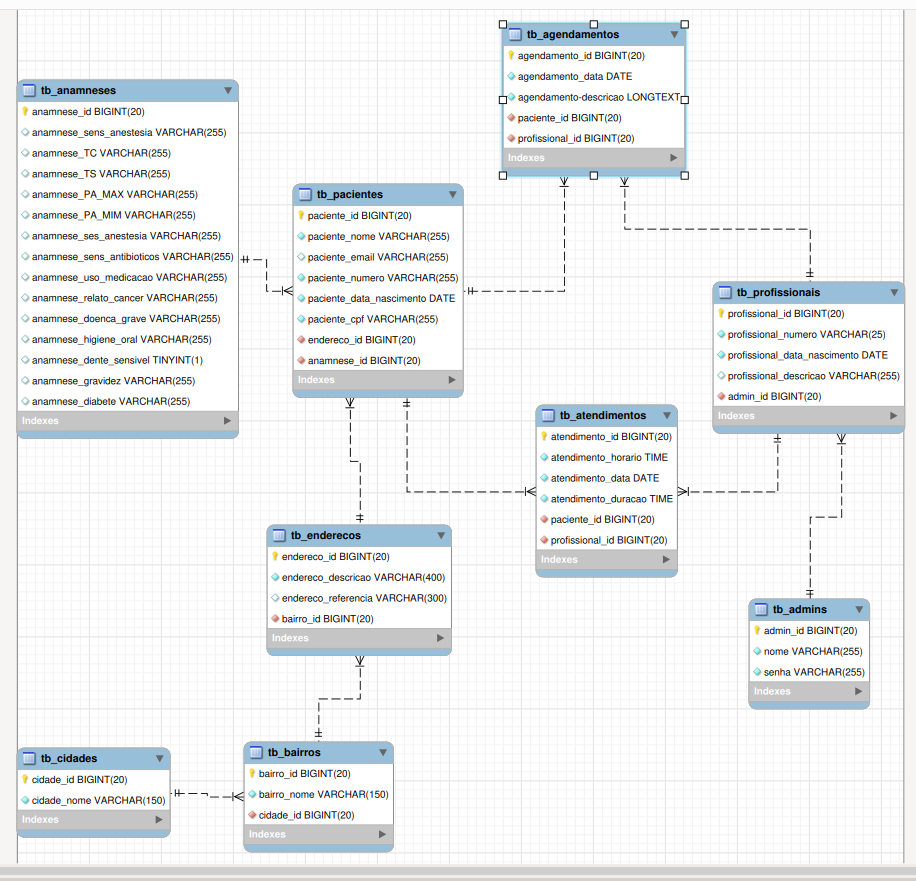 tb_agendamentos
agendamento_id BIGINT(20)
agendamento_data DATE
agendamento-descricao LONGTEXT
paciente_id BIGINT(20)
profissional_id BIGINT(20)
Indexes
tb_anamneses
anamnese_id BIGINT(20)
anamnese_sens_anestesia VARCHAR(255)
anamnese_TC VARCHAR(255)
anamnese_TS VARCHAR(255)
anamnese_PA_MAX VARCHAR(255)
anamnese_PA_MIM VARCHAR(255)
anamnese_ses_anestesia VARCHAR(255)
anamnese_sens_antibioticos VARCHAR(255)
anamnese_uso_medicacao VARCHAR(255)
anamnese_relato_cancer VARCHAR(255)
anamnese_doenca_grave VARCHAR(255)
anamnese_higiene_oral VARCHAR(255)
anamnese_dente_sensivel TINYINT(1)
anamnese_gravidez VARCHAR(255)
anamnese_diabete VARCHAR(255)
Indexes
tb_pacientes
paciente_id BIGINT(20)
paciente_nome VARCHAR(255)
paciente_email VARCHAR(255)
paciente_numero VARCHAR(255)
paciente_data_nascimento DATE
paciente_cpf VARCHAR(255)
endereco_id BIGINT(20)
anamnese_id BIGINT(20)
Indexes
tb_profissionais
profissional_id BIGINT(20)
profissional_numero VARCHAR(25)
profissional_data_nascimento DATE
profissional_descricao VARCHAR(255)
admin_id BIGINT(20)
Indexes
tb_atendimentos
atendimento_id BIGINT(20)
atendimento_horario TIME
atendimento_data DATE
atendimento_duracao TIME
paciente_id BIGINT(20)
profissional_id BIGINT(20)
Indexes
tb_enderecos
endereco_id BIGINT(20)
endereco_descricao VARCHAR(400)
endereco_referencia VARCHAR(300)
bairro_id BIGINT(20)
Indexes
tb_admins
admin_id BIGINT(20)
nome VARCHAR(255)
senha VARCHAR(255)
Indexes
tb_cidades
cidade_id BIGINT(20)
cidade_nome VARCHAR(150)
Indexes
tb_bairros
bairro_id BIGINT(20)
bairro_nome VARCHAR(150)
cidade_id BIGINT(20)
Indexes